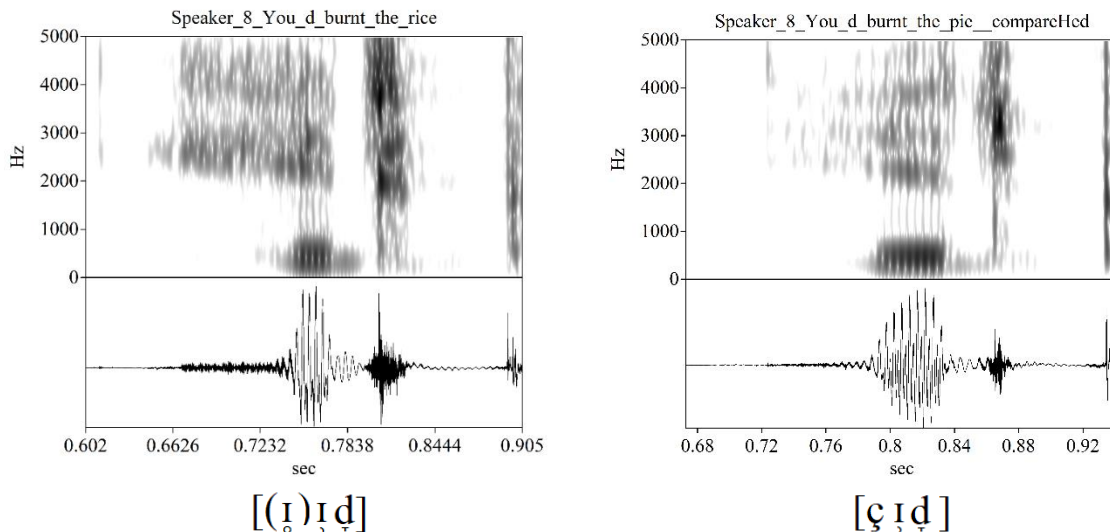 Speaker_8_You_d_burnt_the_rice
5000
4000
3000
2000
1000
0
Hz
0.602 0.6626 0.7232 0.7838 0.8444 0.905
sec
[(ɪ̥) ɪ̹ d̝]
Speaker_8_You_d_burnt_the_pie__compareHed
5000
4000
3000
2000
1000
0
Hz
0.68 0.72 0.76 0.8 0.84 0.88 0.92
sec
[ç ɪ̹ d̝ ]